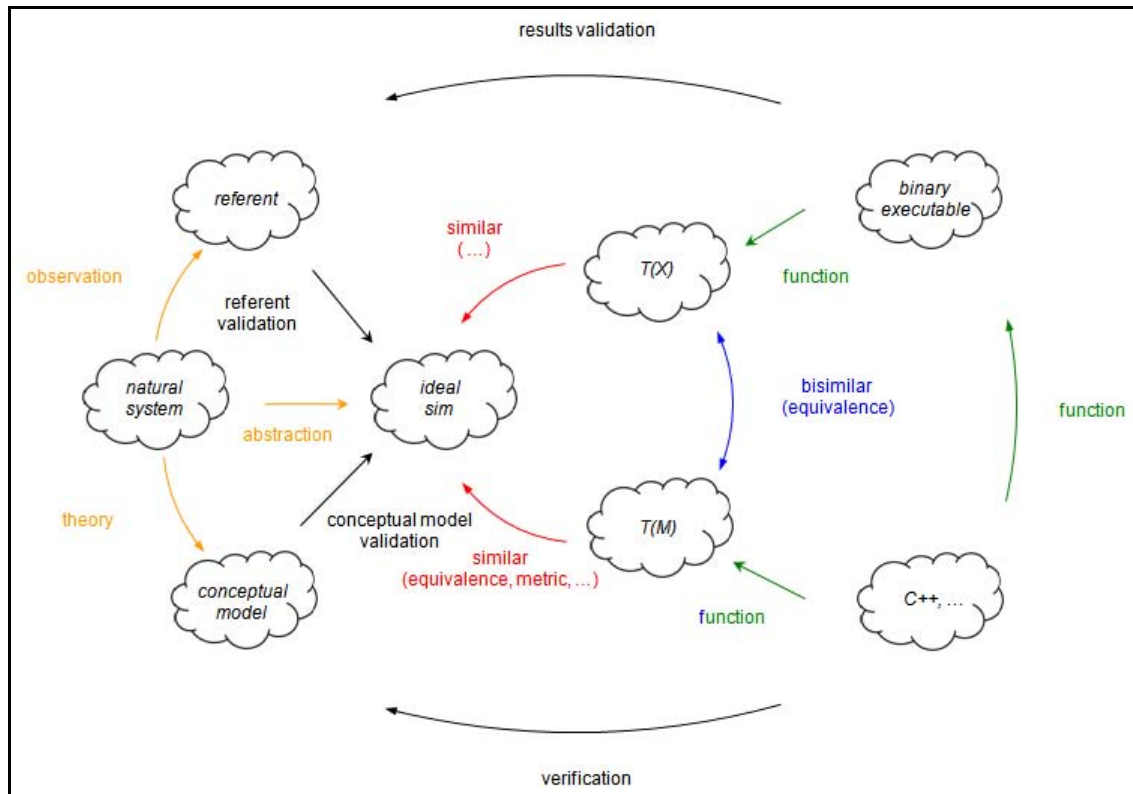 results validation
referent
binary
executable
similar
( ... )
T(X)
observation
function
referent
validation
natural
system
ideal
sim
bisimilar
(equivalence)
function
abstraction
theory
conceptual model
validation
T(M)
similar
(equivalence, metric, ...)
conceptual
model
function
C++, ...
verification